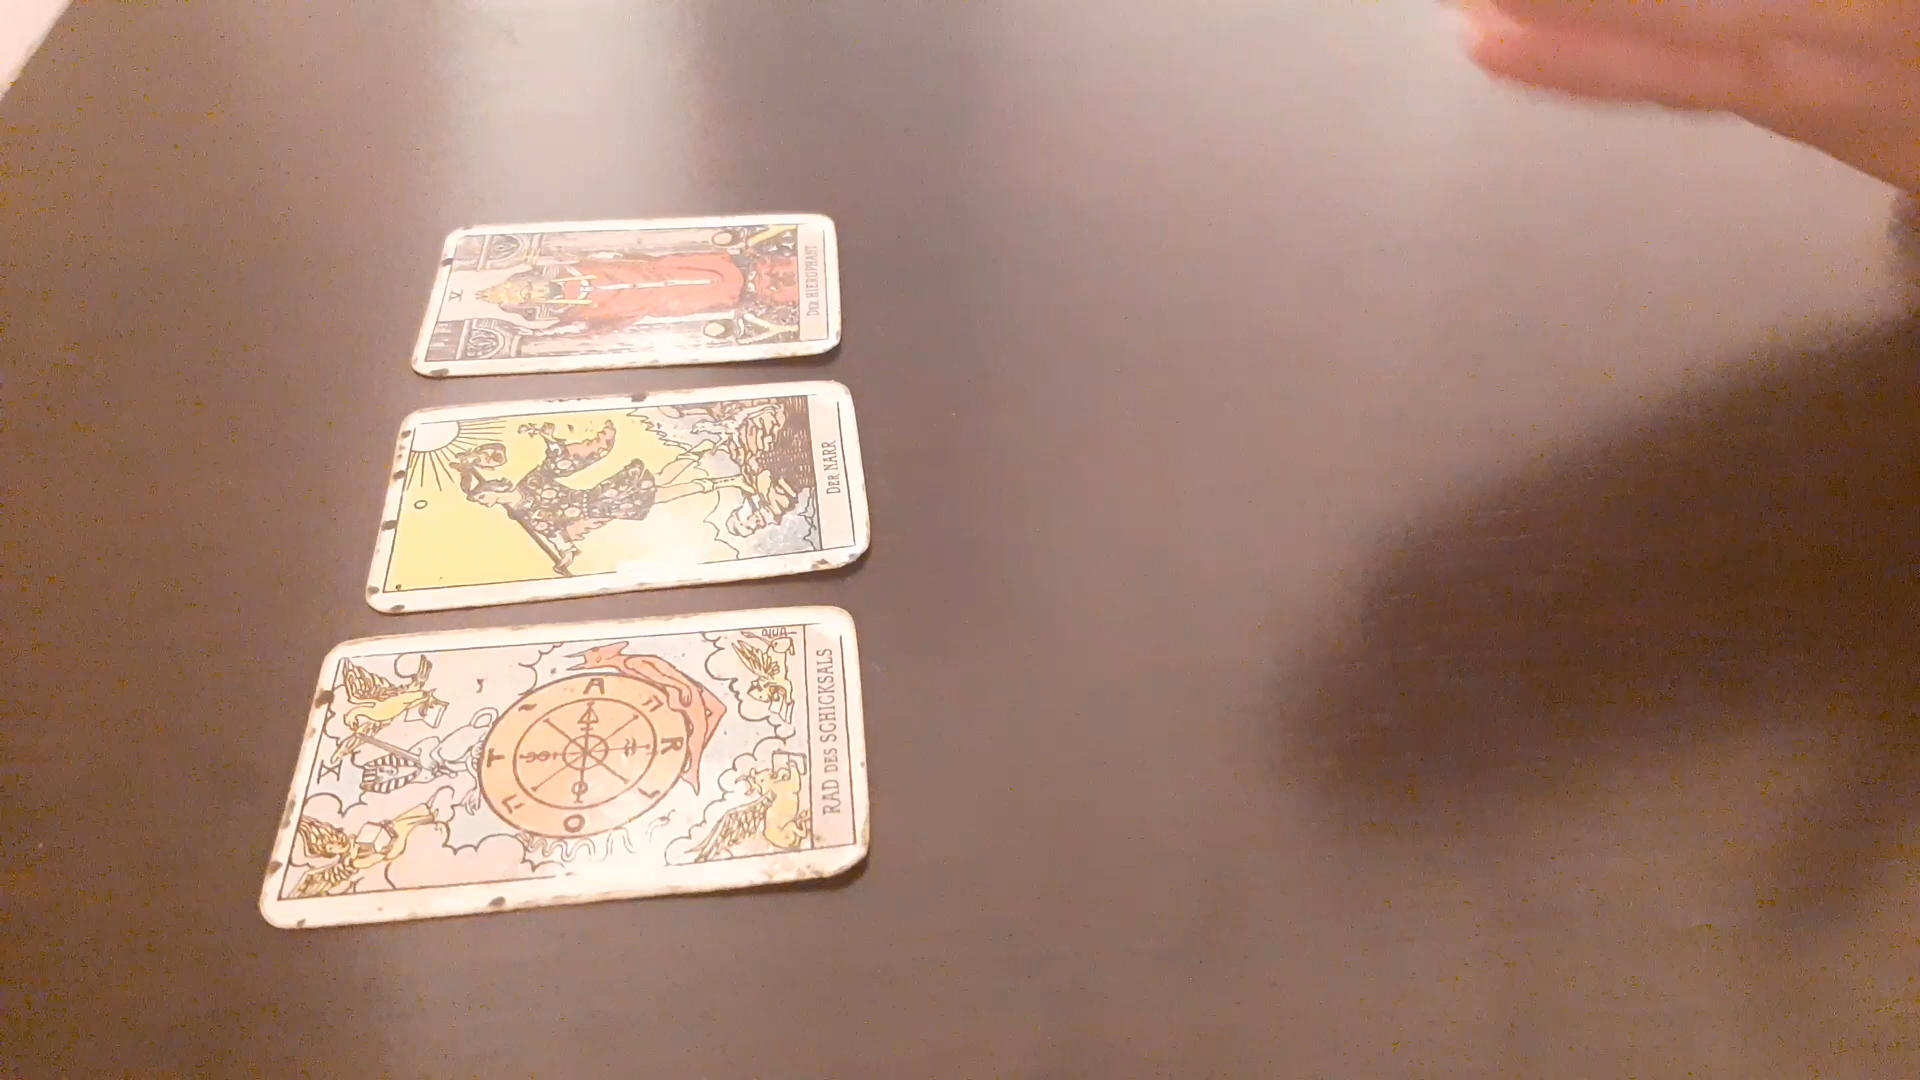 V
DER HIEROPHANT
DER NARR
X
T
A
R
O
RAD DES SCHICKSALS